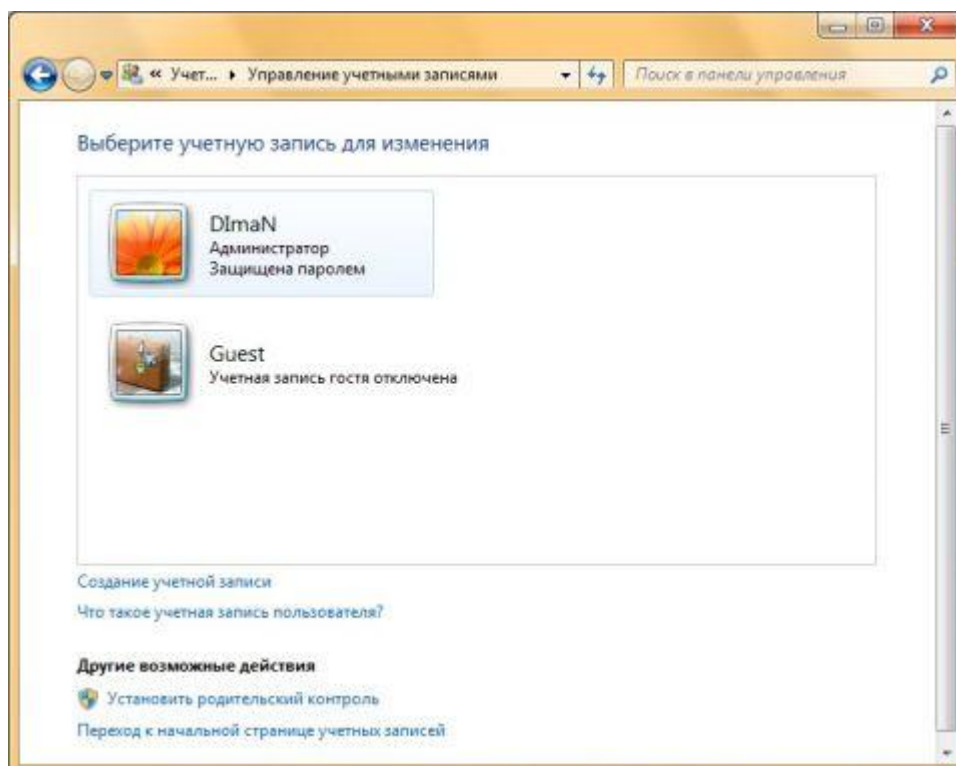 « Учет... ▸ Управление учетными записями
Поиск в панели управления
Выберите учетную запись для изменения
DImaN
Администратор
Защищена паролем
Guest
Учетная запись гостя отключена
Создание учетной записи
Что такое учетная запись пользователя?
Другие возможные действия
Установить родительский контроль
Переход к начальной странице учетных записей